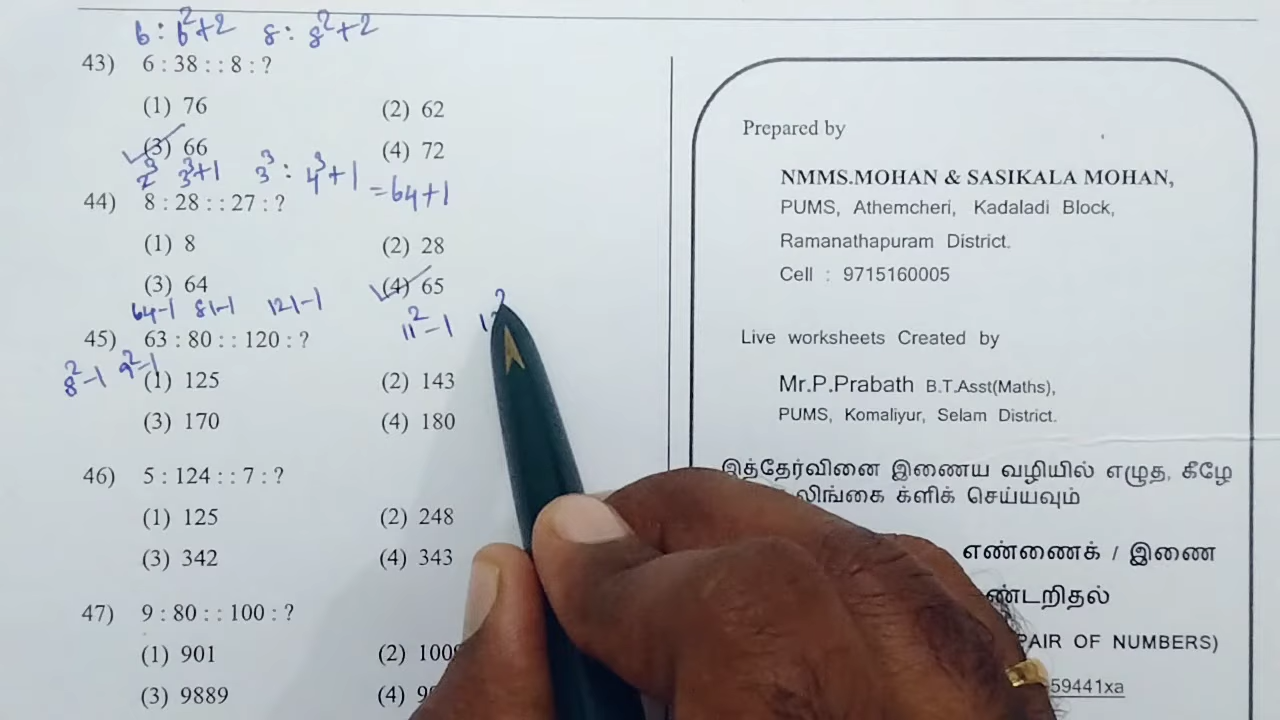 6 : 6²+2 8 : 8²+2
43) 6 : 38 : : 8 : ?
(1) 76 (2) 62
(3) 66 (4) 72
2³ 3³+1 3³ : 4³+1 = 64+1
44) 8 : 28 : : 27 : ?
(1) 8 (2) 28
(3) 64 (4) 65
64-1 81-1 121-1
45) 63 : 80 : : 120 : ? 11²-1
8²-1 9²-1
(1) 125 (2) 143
(3) 170 (4) 180
46) 5 : 124 : : 7 : ?
(1) 125 (2) 248
(3) 342 (4) 343
47) 9 : 80 : : 100 : ?
(1) 901 (2)
(3) 9889 (4)
Prepared by
NMMS.MOHAN & SASIKALA MOHAN,
PUMS, Athemcheri, Kadaladi Block,
Ramanathapuram District.
Cell : 9715160005
Live worksheets Created by
Mr.P.Prabath B.T.Asst(Maths),
PUMS, Komaliyur, Selam District.
இத்தேர்வினை இணைய வழியில் எழுத, கீழே
லிங்கை க்ளிக் செய்யவும்
எண்ணைக் / இணை
PAIR OF NUMBERS)
59441xa